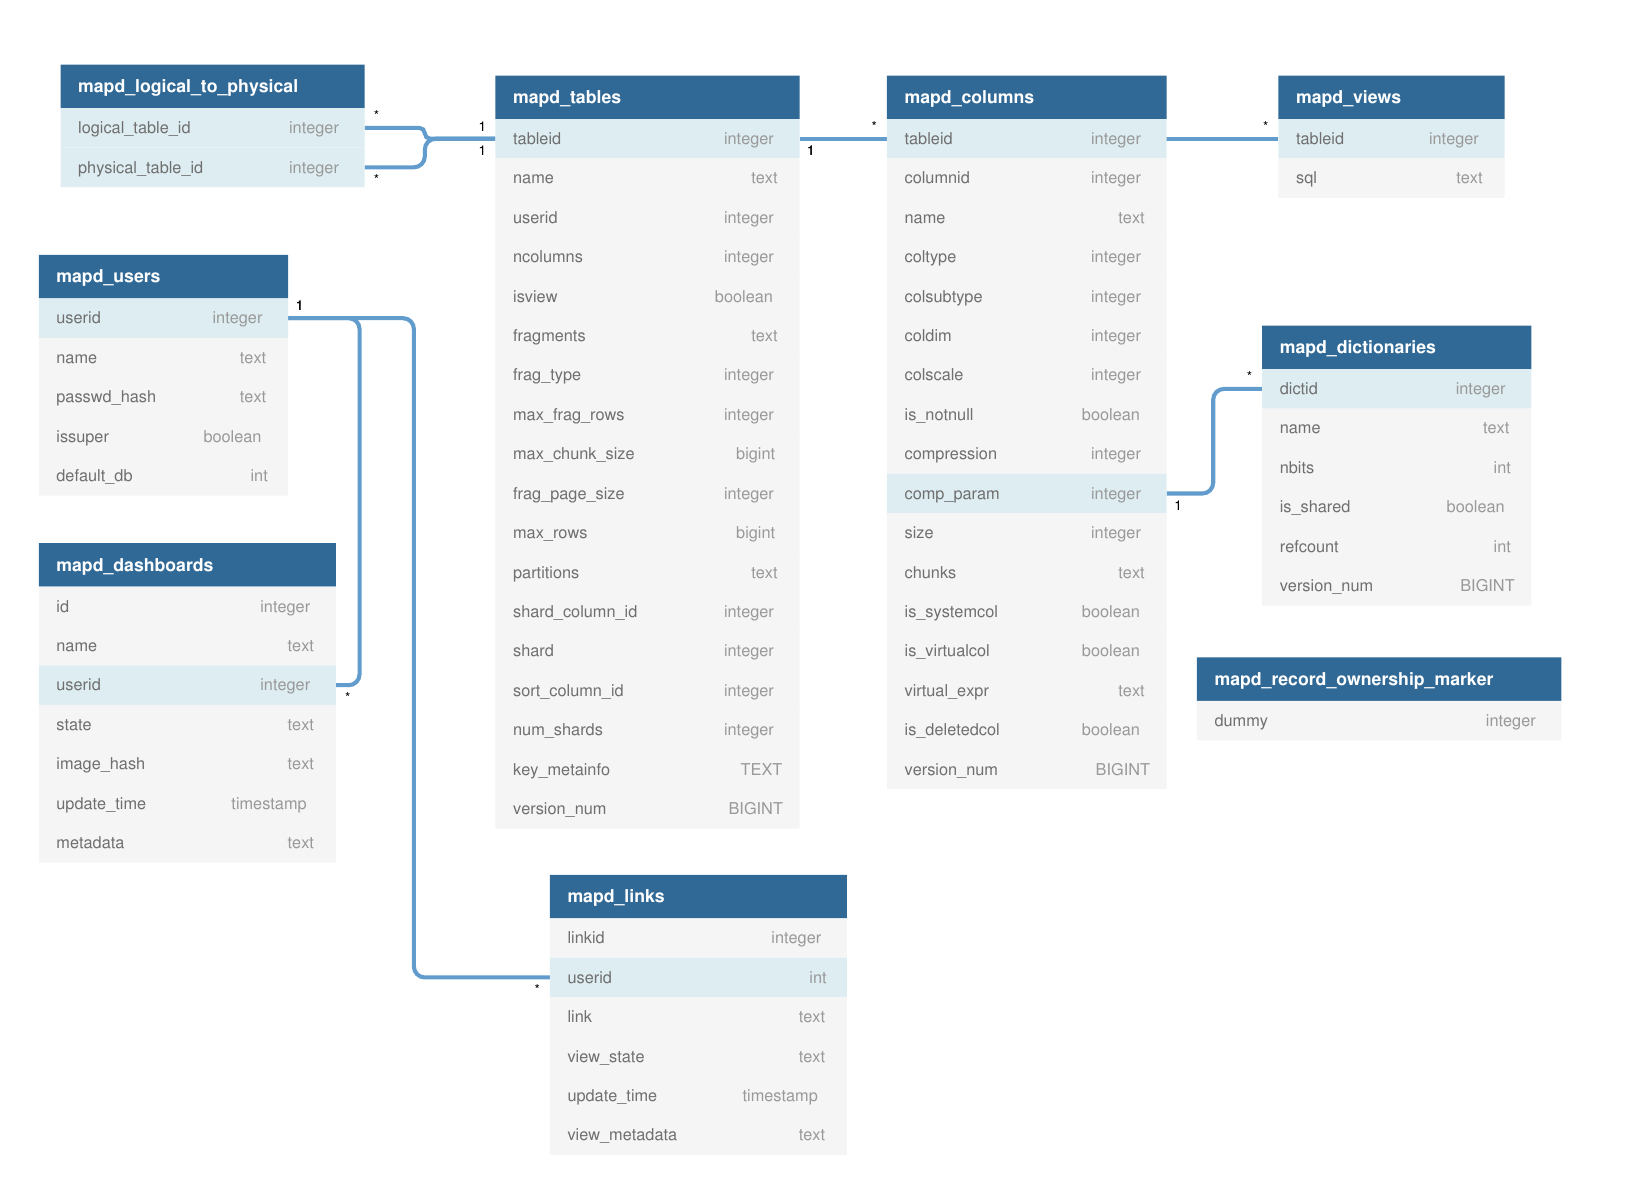 mapd_logical_to_physical
logical_table_id integer
physical_table_id integer
*
*
1
1
mapd_tables
tableid integer
name text
userid integer
ncolumns integer
isview boolean
fragments text
frag_type integer
max_frag_rows integer
max_chunk_size bigint
frag_page_size integer
max_rows bigint
partitions text
shard_column_id integer
shard integer
sort_column_id integer
num_shards integer
key_metainfo TEXT
version_num BIGINT
1
*
mapd_columns
tableid integer
columnid integer
name text
coltype integer
colsubtype integer
coldim integer
colscale integer
is_notnull boolean
compression integer
comp_param integer
size integer
chunks text
is_systemcol boolean
is_virtualcol boolean
virtual_expr text
is_deletedcol boolean
version_num BIGINT
*
mapd_views
tableid integer
sql text
mapd_users
userid integer
name text
passwd_hash text
issuper boolean
default_db int
1
mapd_dictionaries
dictid integer
name text
nbits int
is_shared boolean
refcount int
version_num BIGINT
*
1
mapd_dashboards
id integer
name text
userid integer
state text
image_hash text
update_time timestamp
metadata text
*
mapd_record_ownership_marker
dummy integer
mapd_links
linkid integer
userid int
link text
view_state text
update_time timestamp
view_metadata text
*